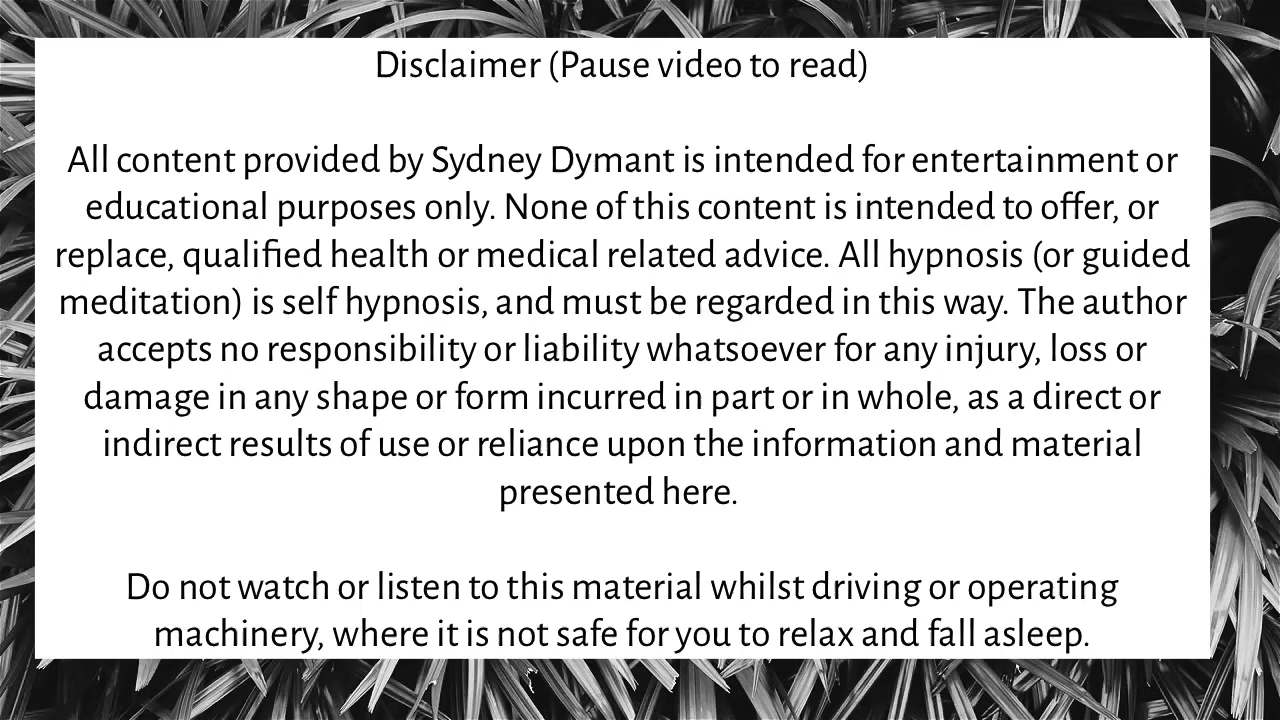 Disclaimer (Pause video to read)
All content provided by Sydney Dymant is intended for entertainment or
educational purposes only. None of this content is intended to offer, or
replace, qualified health or medical related advice. All hypnosis (or guided
meditation) is self hypnosis, and must be regarded in this way. The author
accepts no responsibility or liability whatsoever for any injury, loss or
damage in any shape or form incurred in part or in whole, as a direct or
indirect results of use or reliance upon the information and material
presented here.
Do not watch or listen to this material whilst driving or operating
machinery, where it is not safe for you to relax and fall asleep.